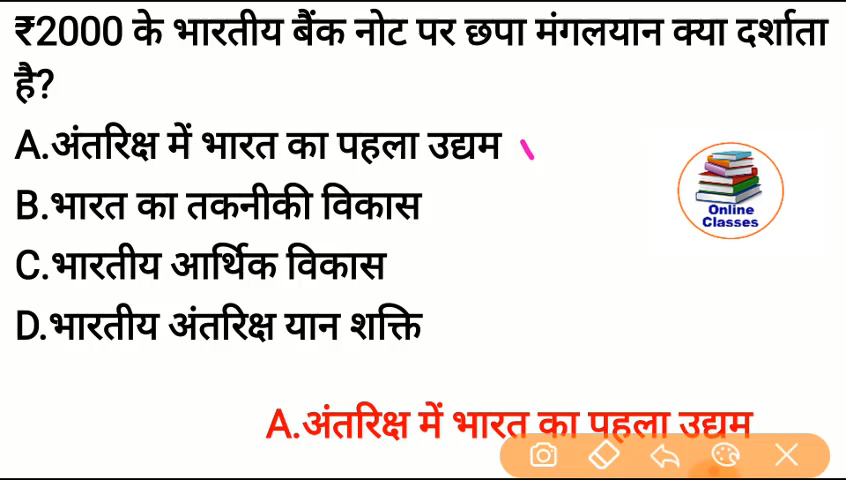 ₹2000 के भारतीय बैंक नोट पर छपा मंगलयान क्या दर्शाता
है?
A.अंतरिक्ष में भारत का पहला उद्यम
B.भारत का तकनीकी विकास
C.भारतीय आर्थिक विकास
D.भारतीय अंतरिक्ष यान शक्ति
Online
Classes
A.अंतरिक्ष में भारत का पहला उद्यम